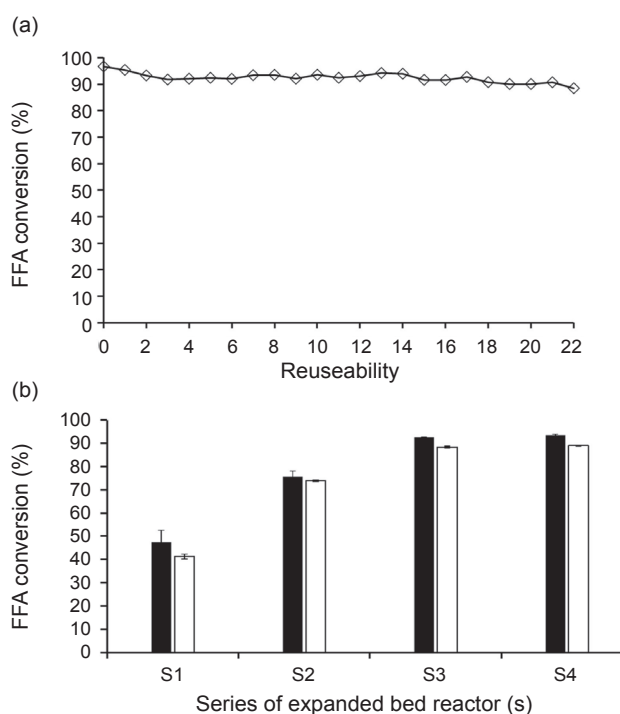 (a)
100
90
80
70
60
50
40
30
20
10
0
FFA conversion (%)
0 2 4 6 8 10 12 14 16 18 20 22
Reuseability
(b)
100
90
80
70
60
50
40
30
20
10
0
FFA conversion (%)
S1 S2 S3 S4
Series of expanded bed reactor (s)